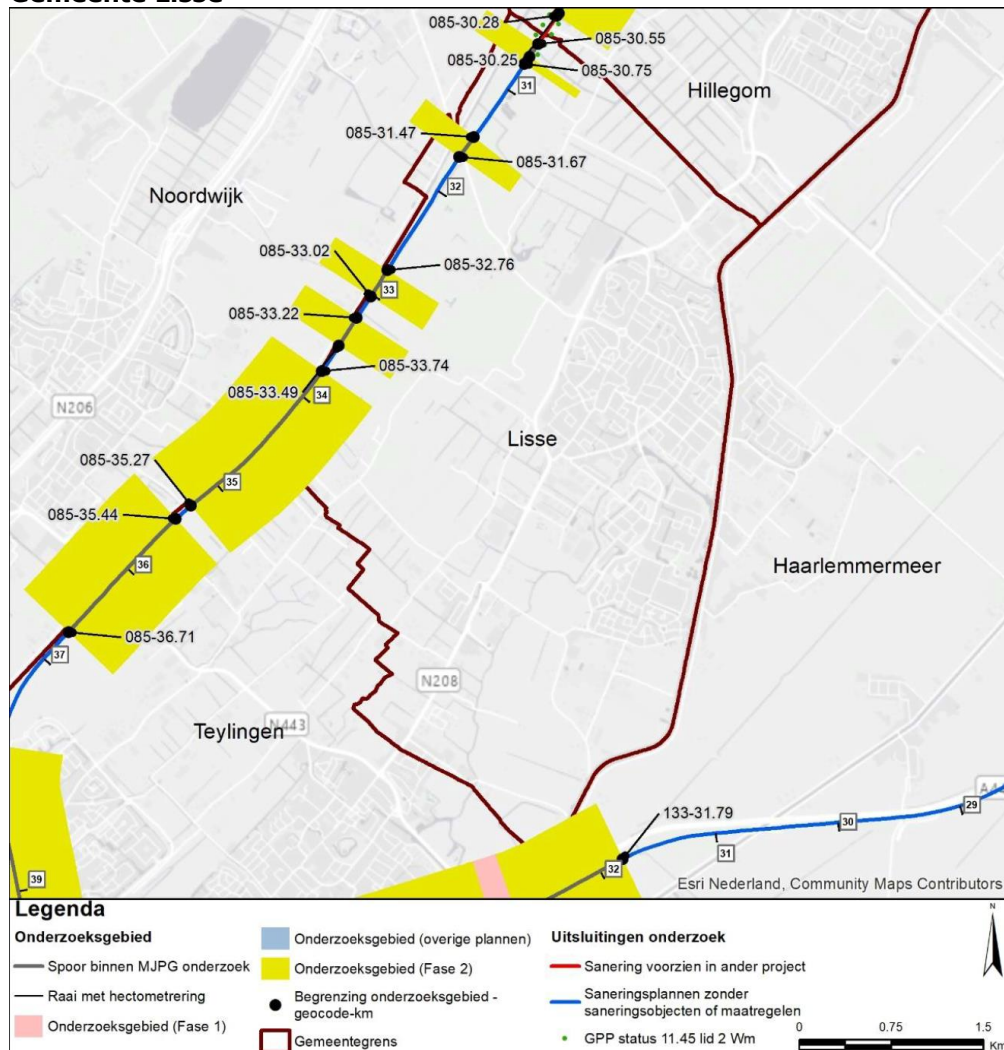 Gemeente Lisse
085-30.28
085-30.55
085-30.25
085-30.75
31
Hillegom
085-31.47
085-31.67
Noordwijk
32
085-33.02
085-32.76
33
085-33.22
085-33.74
085-33.49
34
N206
Lisse
085-35.27
35
085-35.44
36
Haarlemmermeer
085-36.71
37
N208
Teylingen
N443
133-31.79
A4
29
30
31
32
39
Esri Nederland, Community Maps Contributors
Legenda
Onderzoeksgebied
Spoor binnen MJPG onderzoek
Raai met hectometrering
Onderzoeksgebied (Fase 1)
Onderzoeksgebied (overige plannen)
Onderzoeksgebied (Fase 2)
Begrenzing onderzoeksgebied -
geocode-km
Gemeentegrens
Uitsluitingen onderzoek
Sanering voorzien in ander project
Saneringsplannen zonder
saneringsobjecten of maatregelen
GPP status 11.45 lid 2 Wm
N
0 0.75 1.5
Km